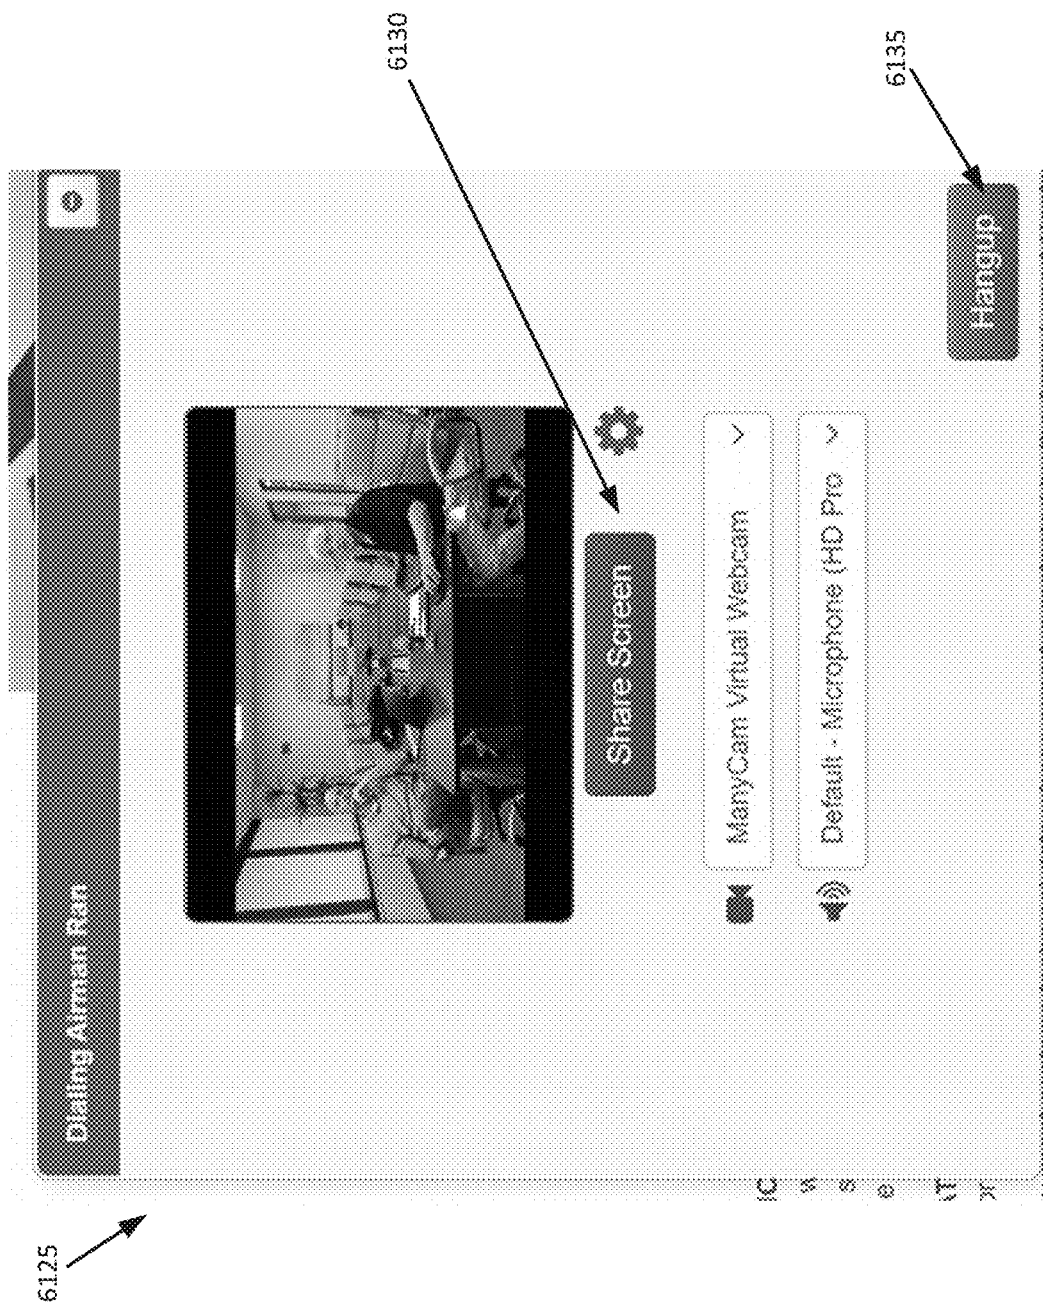 6125
Dialing Airman Ran
6130
Share Screen
ManyCam Virtual Webcam
Default - Microphone (HD Pro
Hangup
6135
s
e